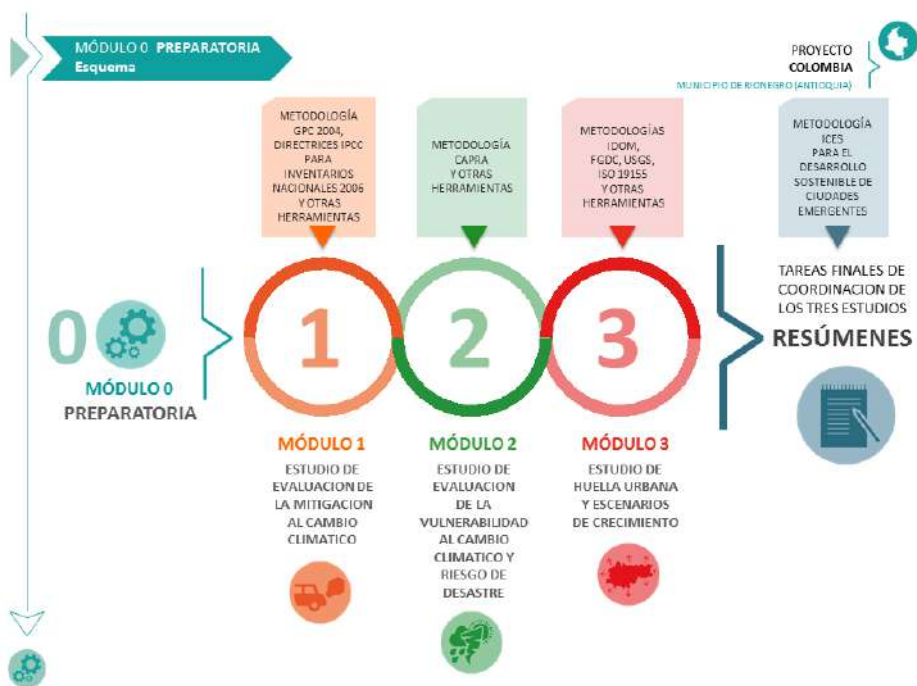 MÓDULO 0 PREPARATORIA
Esquema
PROYECTO
COLOMBIA
MUNICIPIO DE RIONEGRO (ANTIOQUIA)
METODOLOGÍA
GPC 2004,
DIRECTRICES IPCC
PARA
INVENTARIOS
NACIONALES 2006
Y OTRAS
HERRAMIENTAS
METODOLOGÍA
CAPRA
Y OTRAS
HERRAMIENTAS
METODOLOGÍAS
IDOM,
FGDC, USGS,
ISO 19155
Y OTRAS
HERRAMIENTAS
METODOLOGÍA
ICES
PARA EL
DESARROLLO
SOSTENIBLE DE
CIUDADES
EMERGENTES
0
MÓDULO 0
PREPARATORIA
1
2
3
TAREAS FINALES DE
COORDINACION DE
LOS TRES ESTUDIOS
RESÚMENES
MÓDULO 1
ESTUDIO DE
EVALUACION DE
LA MITIGACION
AL CAMBIO
CLIMATICO
MÓDULO 2
ESTUDIO DE
EVALUACION
DE LA
VULNERABILIDAD
AL CAMBIO
CLIMATICO Y
RIESGO DE
DESASTRE
MÓDULO 3
ESTUDIO DE
HUELLA URBANA
Y ESCENARIOS
DE CRECIMIENTO